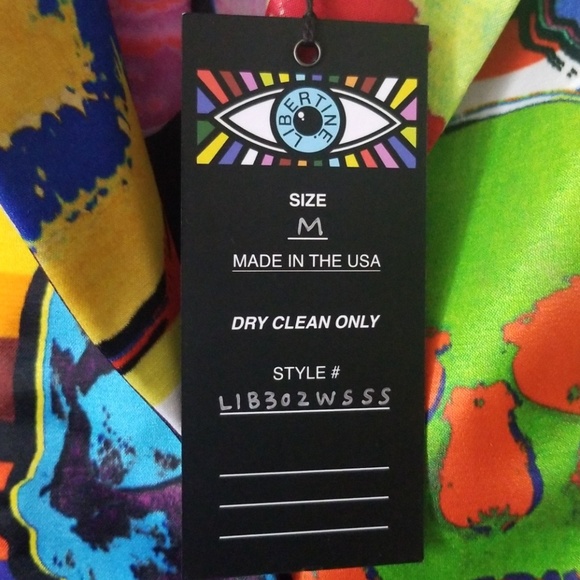 LIBERTINE
SIZE
M
MADE IN THE USA
DRY CLEAN ONLY
STYLE #
LIB302WSSS